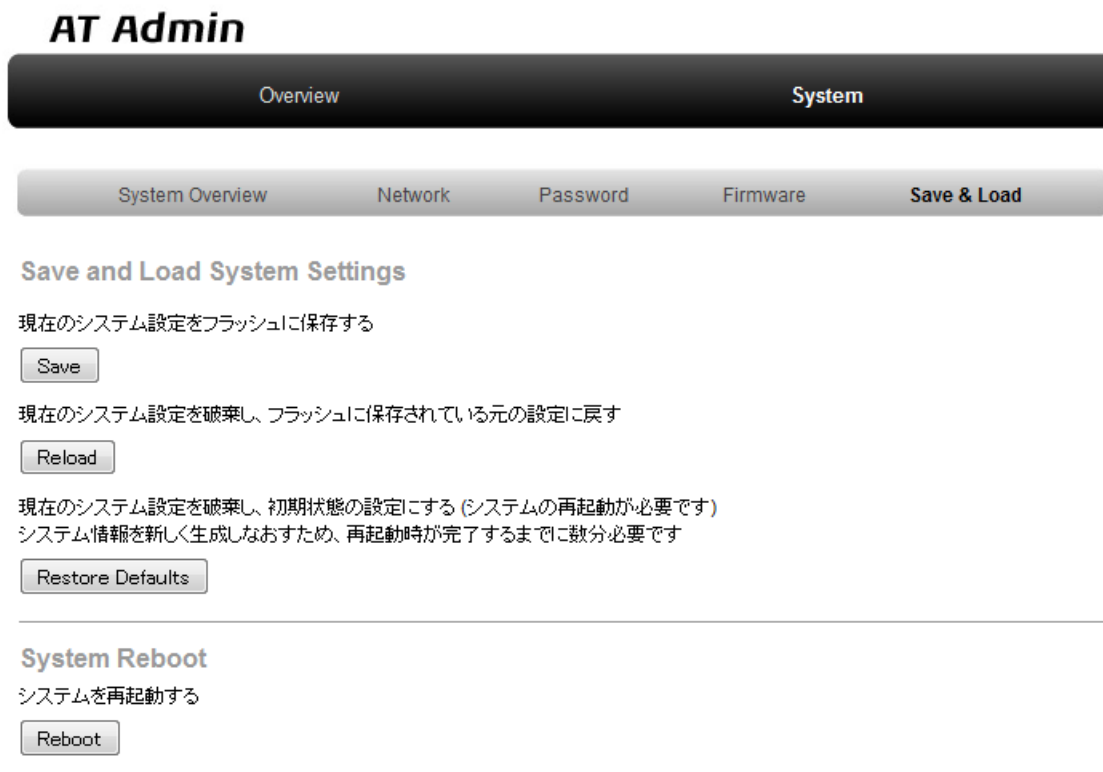 AT Admin
Overview System
System Overview Network Password Firmware Save & Load
Save and Load System Settings
現在のシステム設定をフラッシュに保存する
Save
現在のシステム設定を破棄し、フラッシュに保存されている元の設定に戻す
Reload
現在のシステム設定を破棄し、初期状態の設定にする (システムの再起動が必要です)
システム情報を新しく生成しなおすため、再起動時が完了するまでに数分必要です
Restore Defaults
System Reboot
システムを再起動する
Reboot